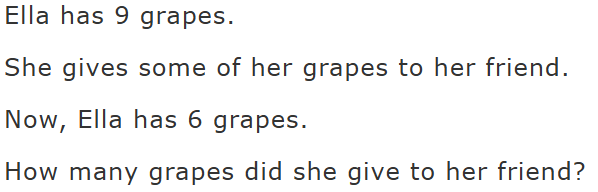 Ella has 9 grapes.
She gives some of her grapes to her friend.
Now, Ella has 6 grapes.
How many grapes did she give to her friend?